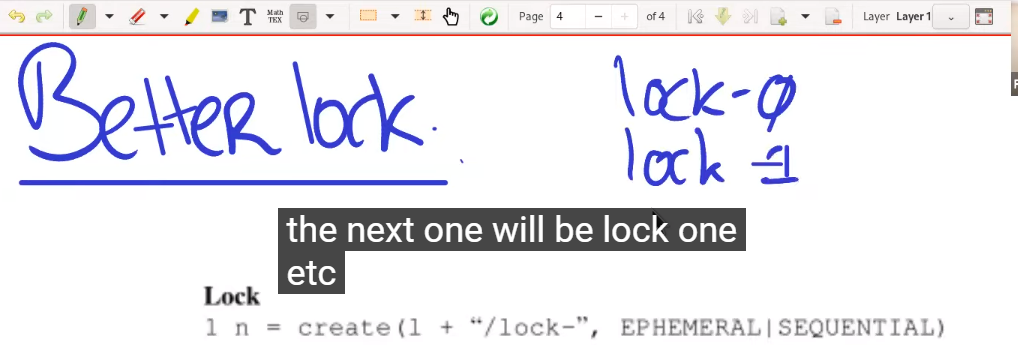 Math
TEX
Page 4 of 4 Layer Layer 1
Better lock.
lock-0
lock-1
the next one will be lock one
etc
Lock
1 n = create(l + “/lock-”, EPHEMERAL|SEQUENTIAL)